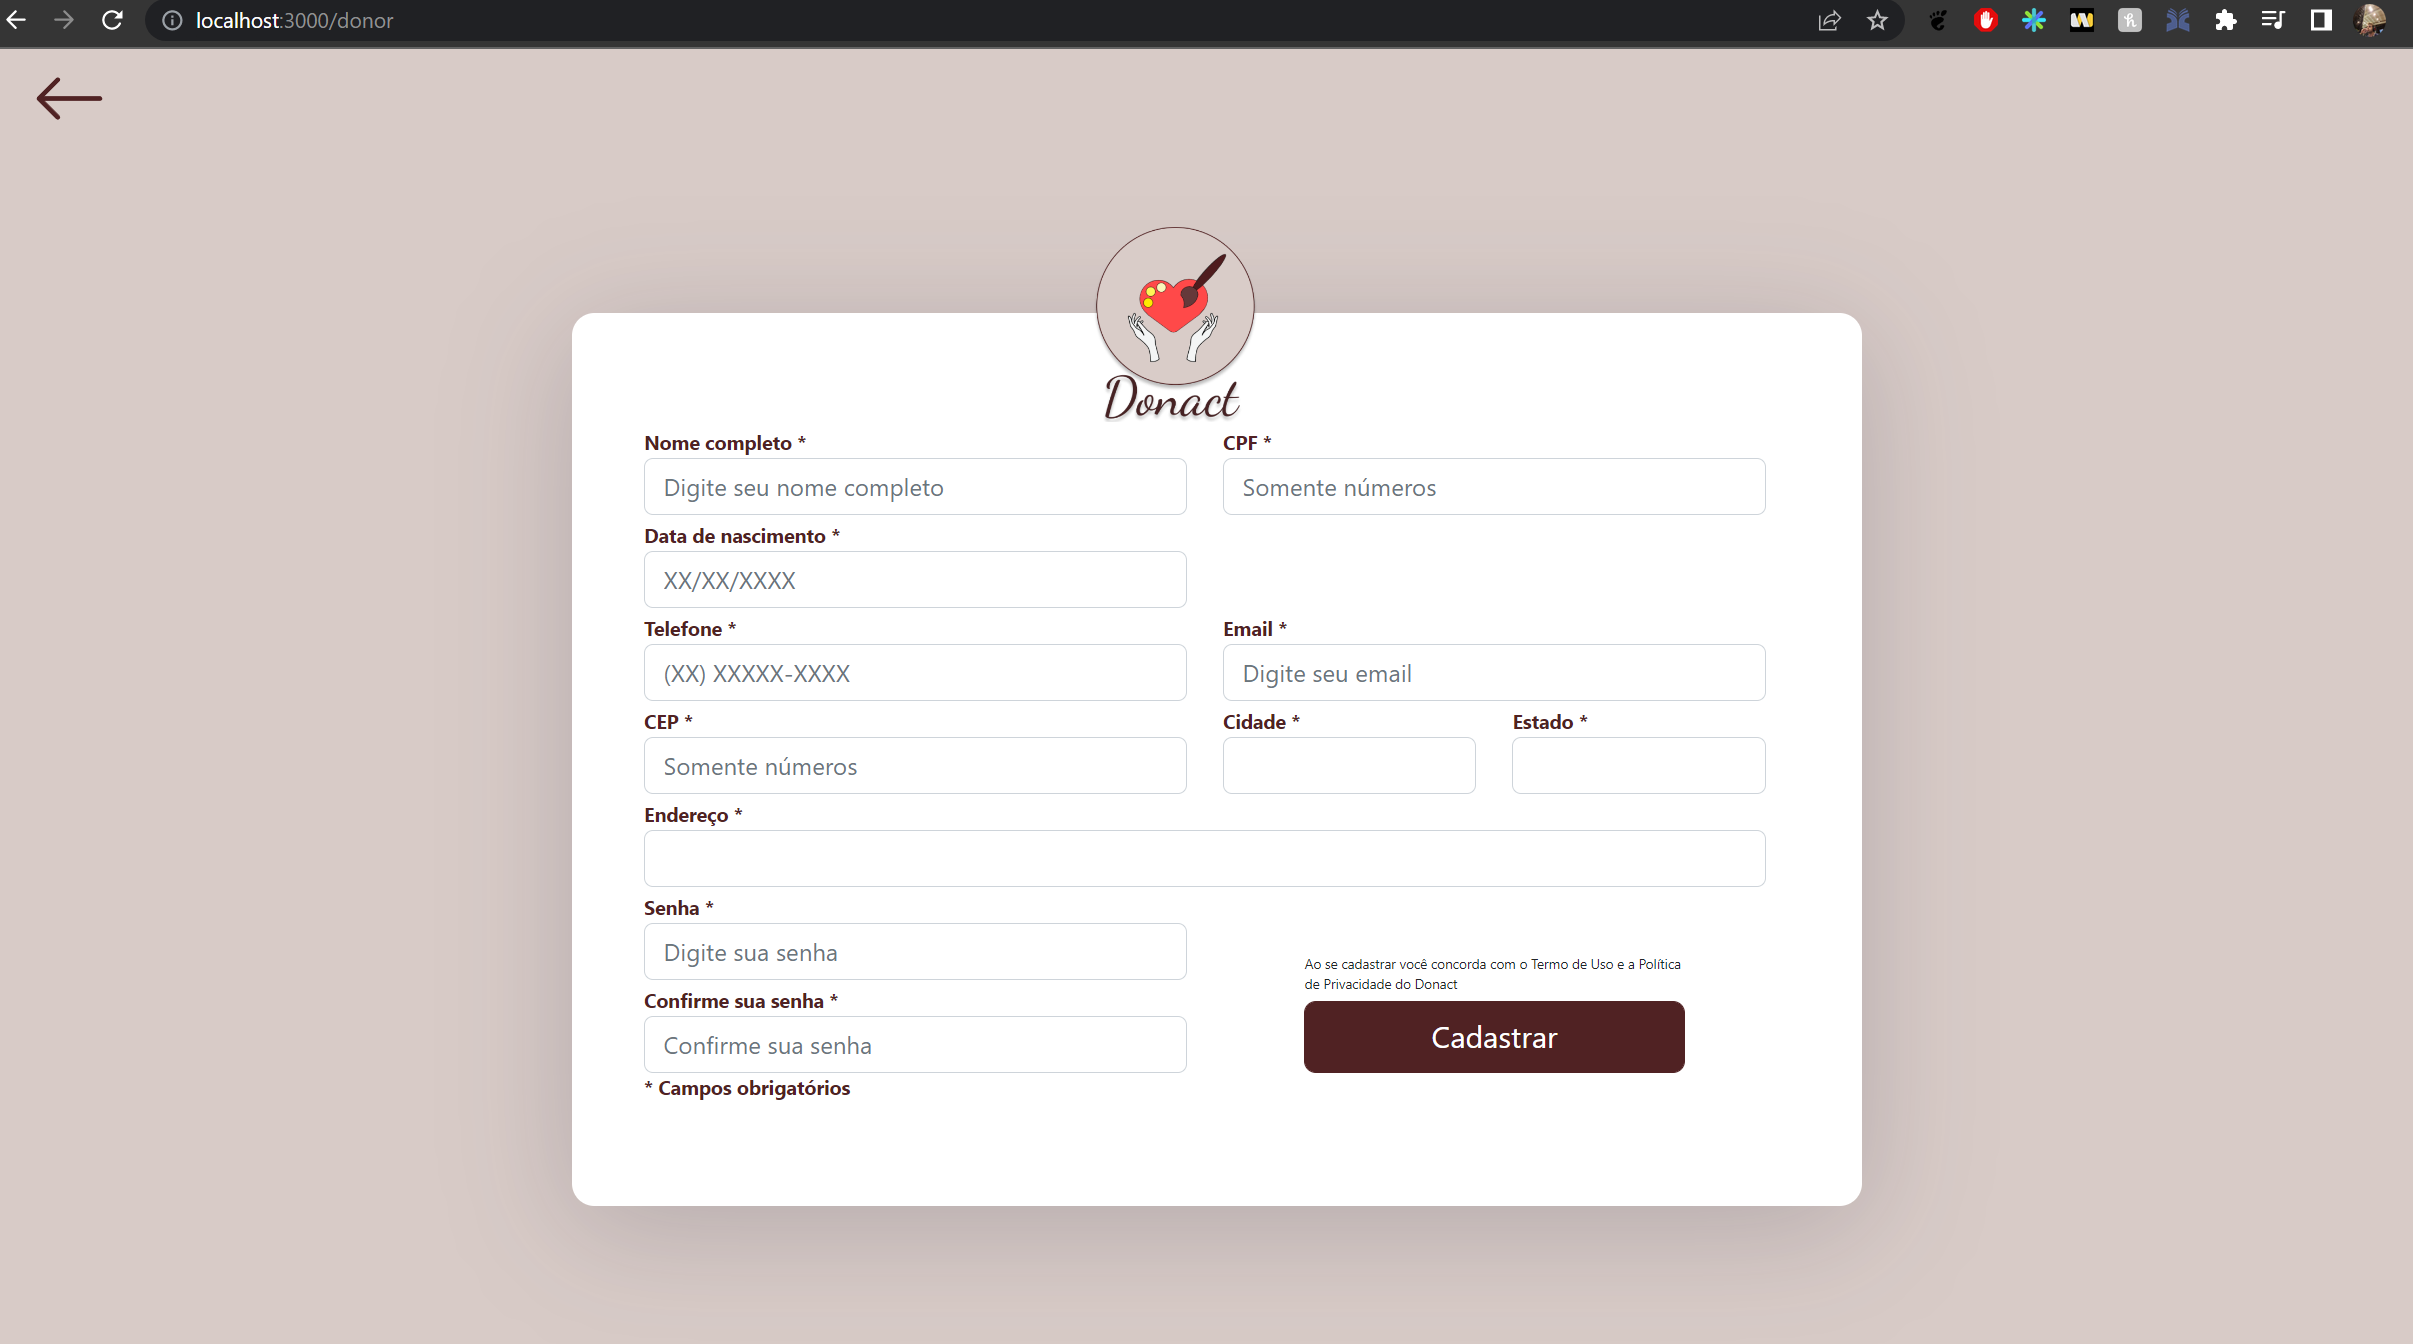 localhost:3000/donor
Donact
Nome completo *
CPF *
Digite seu nome completo
Somente números
Data de nascimento *
XX/XX/XXXX
Telefone *
Email *
(XX) XXXXX-XXXX
Digite seu email
CEP *
Cidade *
Estado *
Somente números
Endereço *
Senha *
Digite sua senha
Ao se cadastrar você concorda com o Termo de Uso e a Política
de Privacidade do Donact
Confirme sua senha *
Confirme sua senha
Cadastrar
* Campos obrigatórios